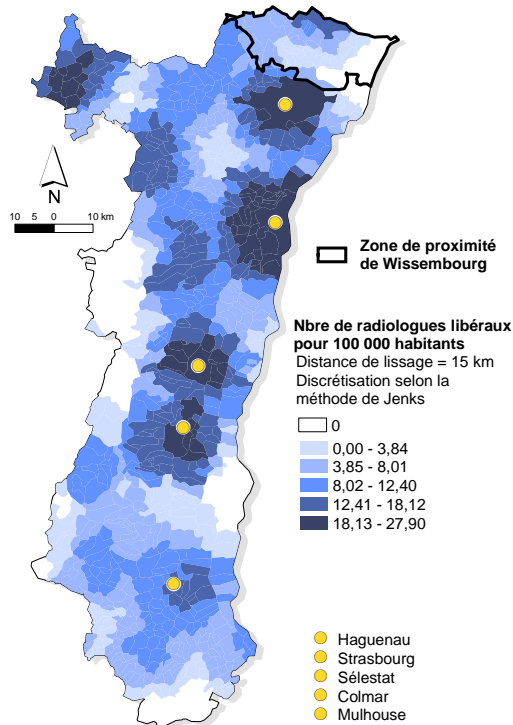 N
10 5 0 10 km
Zone de proximité
de Wissembourg
Nbre de radiologues libéraux
pour 100 000 habitants
Distance de lissage = 15 km
Discrétisation selon la
méthode de Jenks
0
0,00 - 3,84
3,85 - 8,01
8,02 - 12,40
12,41 - 18,12
18,13 - 27,90
Haguenau
Strasbourg
Sélestat
Colmar
Mulhouse